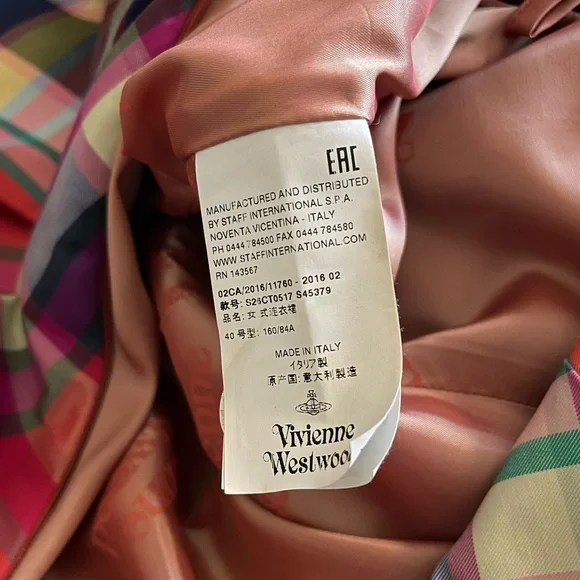 EAC
MANUFACTURED AND DISTRIBUTED
BY STAFF INTERNATIONAL S.P.A.
NOVENTA VICENTINA - ITALY
PH 0444 784500 FAX 0444 784580
WWW.STAFFINTERNATIONAL.COM
RN 143567
02CA/2016/11760 - 2016 02
款号: S26CT0517 S45379
品名: 女式连衣裙
40 号型: 160/84A
MADE IN ITALY
イタリア製
原产国: 意大利製造
Vivienne
Westwoo